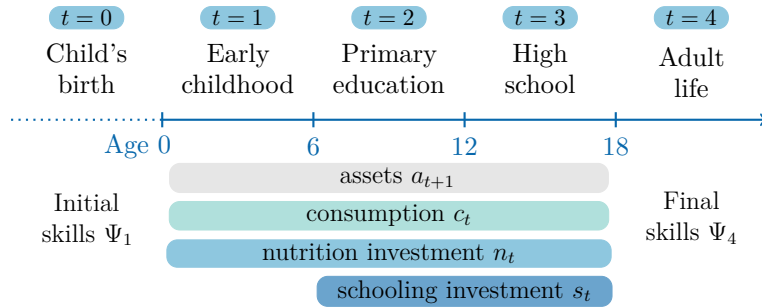 t = 0 t = 1 t = 2 t = 3 t = 4
Child's Early Primary High Adult
birth childhood education school life
Age 0 6 12 18
assets a_{t+1}
Initial skills Ψ_1
consumption c_t
Final skills Ψ_4
nutrition investment n_t
schooling investment s_t